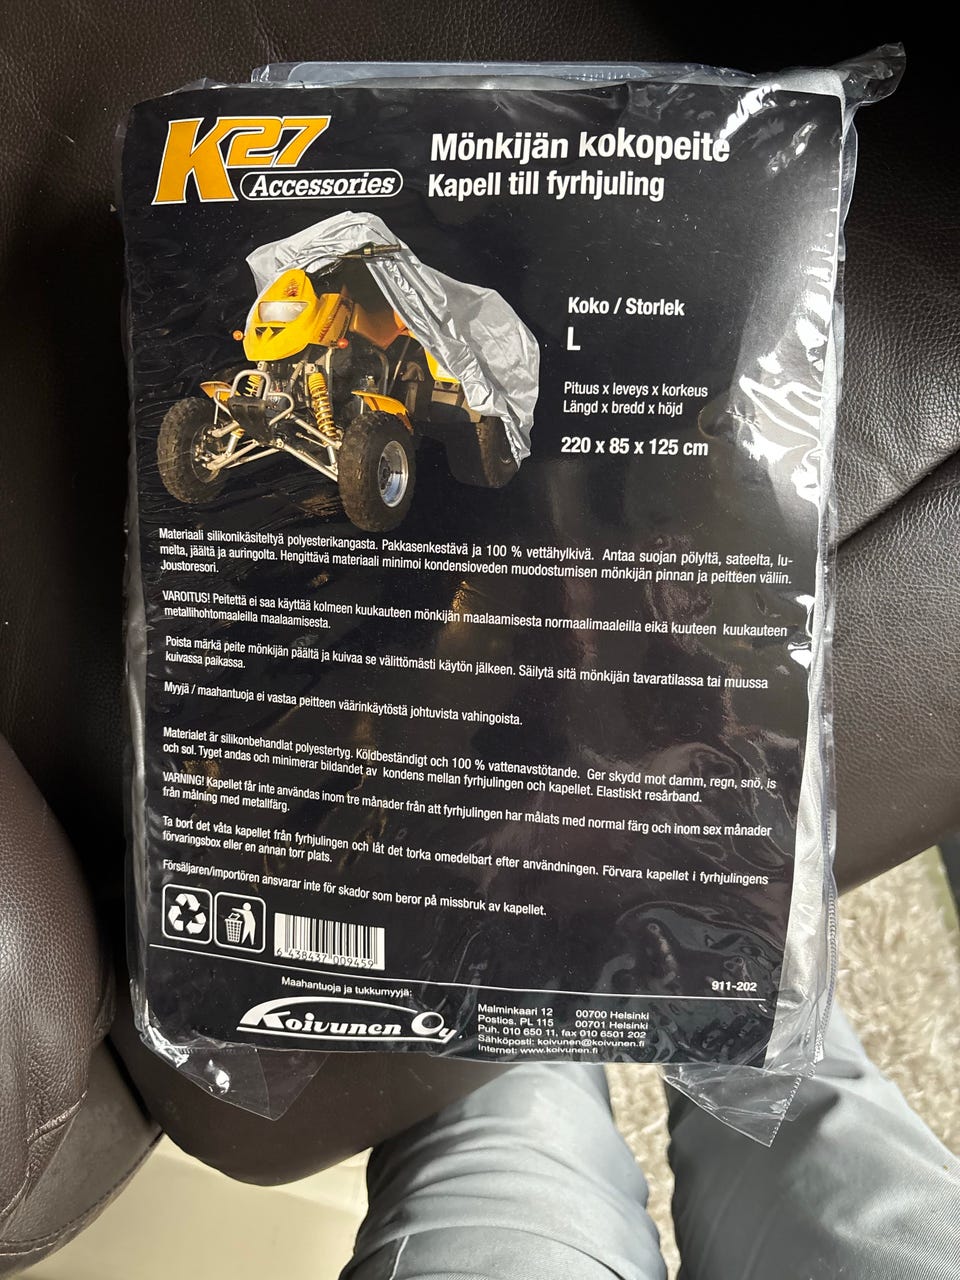 K27
Accessories
Mönkijän kokopeite
Kapell till fyrhjuling
Koko / Storlek
L
Pituus x leveys x korkeus
Längd x bredd x höjd
220 x 85 x 125 cm
Materiaali silikonikäsiteltyä polyesterikangasta. Pakkasenkestävä ja 100 % vettähylkivä. Antaa suojan pölyltä, sateelta, lu-
melta, jäältä ja auringolta. Hengittävä materiaali minimoi kondensioveden muodostumisen mönkijän pinnan ja peitteen väliin.
Joustoresori.
VAROITUS! Peitettä ei saa käyttää kolmeen kuukauteen mönkijän maalaamisesta normaalimaaleilla eikä kuuteen kuukauteen
metallihohtomaaleilla maalaamisesta.
Poista märkä peite mönkijän päältä ja kuivaa se välittömästi käytön jälkeen. Säilytä sitä mönkijän tavaratilassa tai muussa
kuivassa paikassa.
Myyjä / maahantuoja ei vastaa peitteen väärinkäytöstä johtuvista vahingoista.
Materialet är silikonbehandlat polyestertyg. Köldbeständigt och 100 % vattenavstötande. Ger skydd mot damm, regn, snö, is
och sol. Tyget andas och minimerar bildandet av kondens mellan fyrhjulingen och kapellet. Elastiskt resårband.
VARNING! Kapellet får inte användas inom tre månader från att fyrhjulingen har målats med normal färg och inom sex månader
från målning med metallfärg.
Ta bort det våta kapellet från fyrhjulingen och låt det torka omedelbart efter användningen. Förvara kapellet i fyrhjulingens
förvaringsbox eller en annan torr plats.
Försäljaren/importören ansvarar inte för skador som beror på missbruk av kapellet.
6 438437 009459
911-202
Maahantuoja ja tukkumyyjä:
Koivunen Oy
Malminkaari 12 00700 Helsinki
Postios. PL 115 00701 Helsinki
Puh. 010 650 11, fax 010 6501 202
Sähköposti: koivunen@koivunen.fi
Internet: www.koivunen.fi